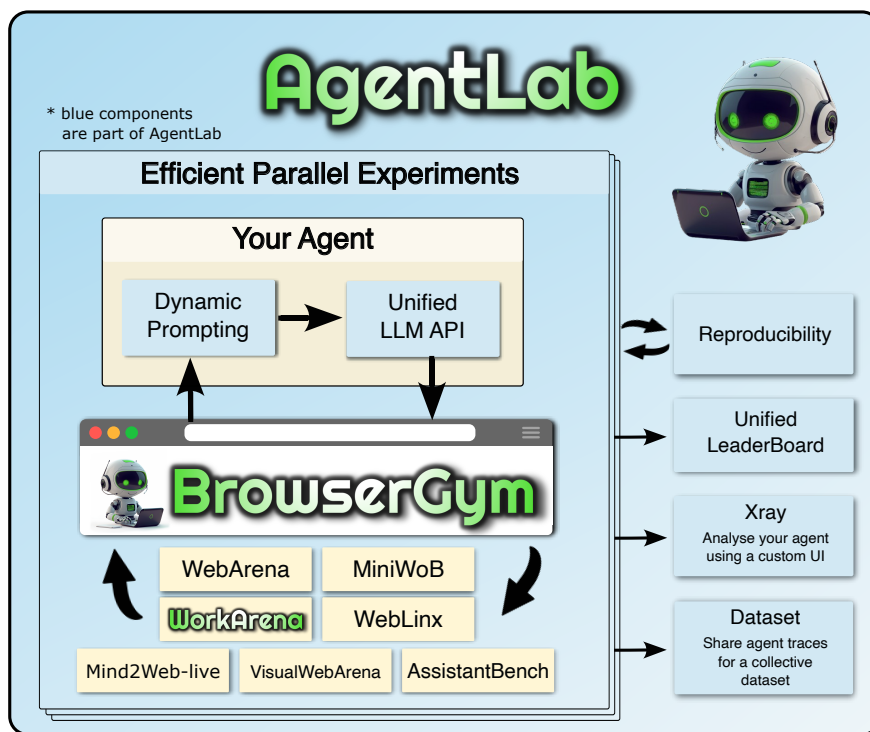 AgentLab
* blue components
are part of AgentLab
Efficient Parallel Experiments
Your Agent
Dynamic
Prompting
Unified
LLM API
BrowserGym
WebArena
MiniWoB
WorkArena
WebLinx
Mind2Web-live
VisualWebArena
AssistantBench
Reproducibility
Unified
LeaderBoard
Xray
Analyse your agent
using a custom UI
Dataset
Share agent traces
for a collective
dataset